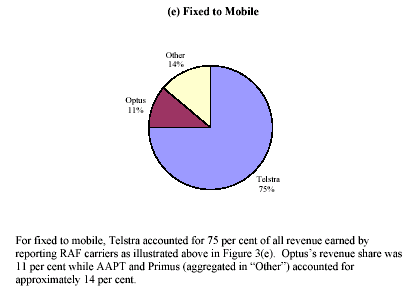 (e) Fixed to Mobile
Other
14%
Optus
11%
Telstra
75%
For fixed to mobile, Telstra accounted for 75 per cent of all revenue earned by
reporting RAF carriers as illustrated above in Figure 3(e).  Optus's revenue share was
11 per cent while AAPT and Primus (aggregated in "Other") accounted for
approximately 14 per cent.